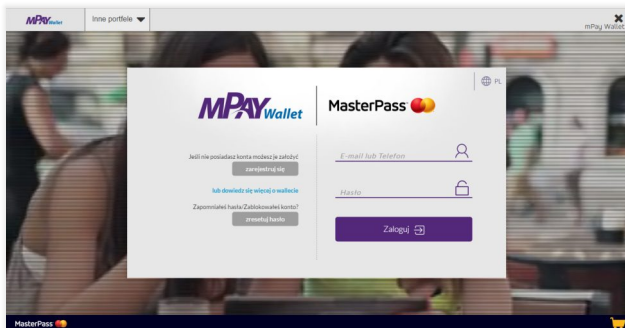 mPAY Wallet
Inne portfele
mPay Wallet
PL
mPAY Wallet
MasterPass
Jeśli nie posiadasz konta możesz je założyć
zarejestruj się
lub dowiedz się więcej o wallecie
Zapomniałeś hasła/Zablokowałeś konto?
zresetuj hasło
E-mail lub Telefon
Hasło
Zaloguj
MasterPass